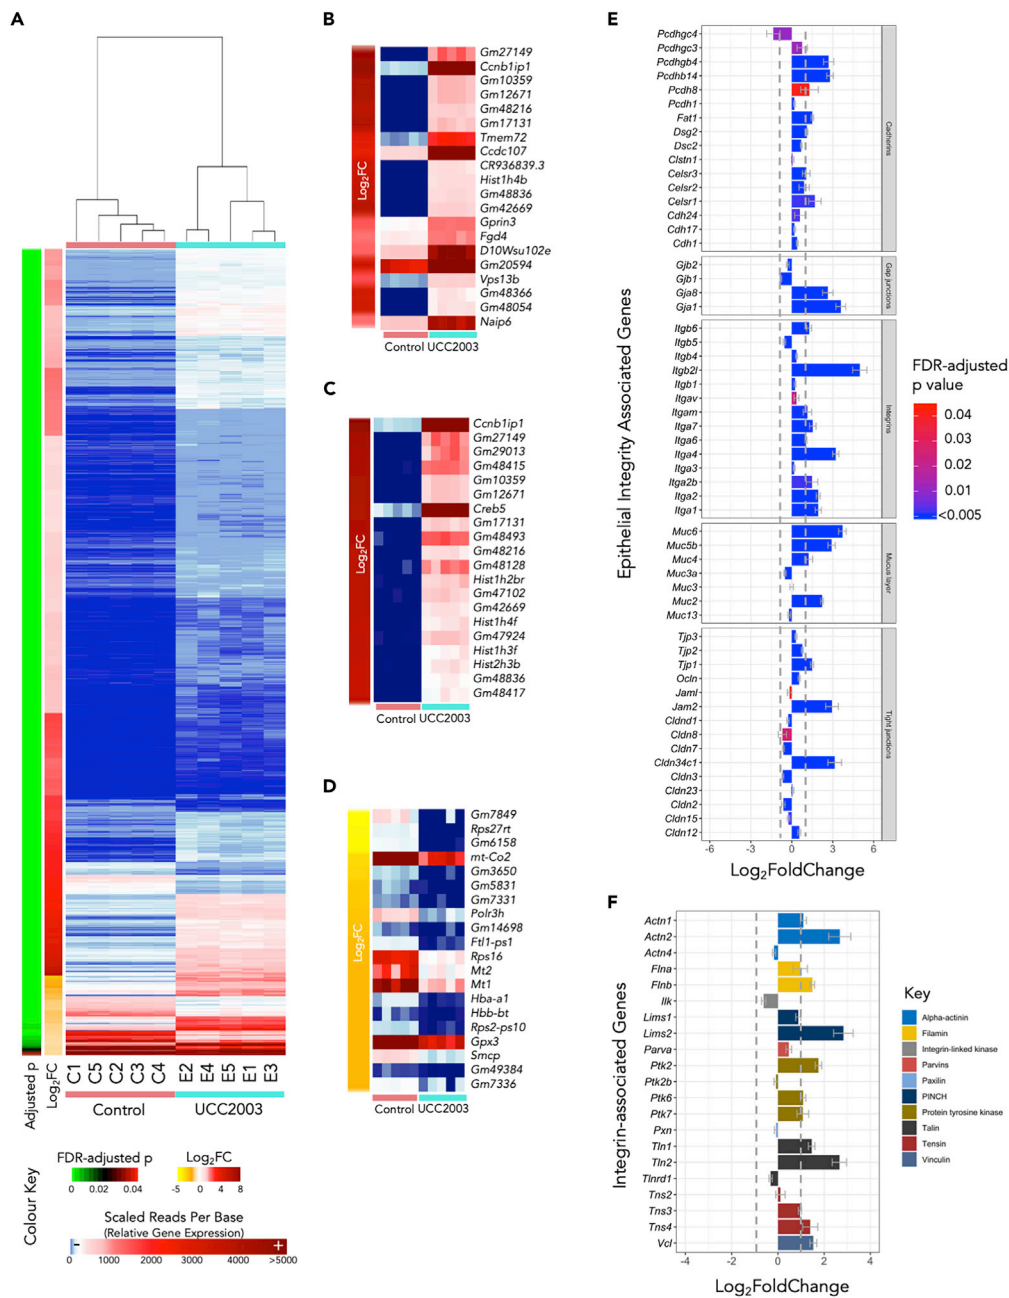 A
Adjusted p
Log2FC
C1
C5
C2
C3
C4
E2
E4
E5
E1
E3
Control
UCC2003
Colour Key
FDR-adjusted p
0
0.02
0.04
Log2FC
-5
0
4
8
Scaled Reads Per Base
(Relative Gene Expression)
-
+
0
1000
2000
3000
4000
>5000
B
Log2FC
Gm27149
Ccnb1ip1
Gm10359
Gm12671
Gm48216
Gm17131
Tmem72
Ccdc107
CR936839.3
Hist1h4b
Gm48836
Gm42669
Gprin3
Fgd4
D10Wsu102e
Gm20594
Vps13b
Gm48366
Gm48054
Naip6
Control UCC2003
C
Log2FC
Ccnb1ip1
Gm27149
Gm29013
Gm48415
Gm10359
Gm12671
Creb5
Gm17131
Gm48493
Gm48216
Gm48128
Hist1h2br
Gm47102
Gm42669
Hist1h4f
Gm47924
Hist1h3f
Hist2h3b
Gm48836
Gm48417
Control UCC2003
D
Log2FC
Gm7849
Rps27rt
Gm6158
mt-Co2
Gm3650
Gm5831
Gm7331
Polr3h
Gm14698
Ftl1-ps1
Rps16
Mt2
Mt1
Hba-a1
Hbb-bt
Rps2-ps10
Gpx3
Smcp
Gm49384
Gm7336
Control UCC2003
E
Epithelial Integrity Associated Genes
Pcdhgc4
Pcdhgc3
Pcdhgb4
Pcdhb14
Pcdh8
Pcdh1
Fat1
Dsg2
Dsc2
Clstn1
Celsr3
Celsr2
Celsr1
Cdh24
Cdh17
Cdh1
Cadherins
Gjb2
Gjb1
Gja8
Gja1
Gap junctions
Itgb6
Itgb5
Itgb4
Itgb2l
Itgb1
Itgav
Itgam
Itga7
Itga6
Itga4
Itga3
Itga2b
Itga2
Itga1
Integrins
Muc6
Muc5b
Muc4
Muc3a
Muc3
Muc2
Muc13
Mucous layer
Tjp3
Tjp2
Tjp1
Ocln
Jaml
Jam2
Cldnd1
Cldn8
Cldn7
Cldn34c1
Cldn3
Cldn23
Cldn2
Cldn15
Cldn12
Tight junctions
-6
-3
0
3
6
Log2FoldChange
FDR-adjusted
p value
0.04
0.03
0.02
0.01
<0.005
F
Integrin-associated Genes
Actn1
Actn2
Actn4
Flna
Flnb
Ilk
Lims1
Lims2
Parva
Ptk2
Ptk2b
Ptk6
Ptk7
Pxn
Tln1
Tln2
Tlnrd1
Tns2
Tns3
Tns4
Vcl
-4
-2
0
2
4
Log2FoldChange
Key
Alpha-actinin
Filamin
Integrin-linked kinase
Parvins
Paxilin
PINCH
Protein tyrosine kinase
Talin
Tensin
Vinculin